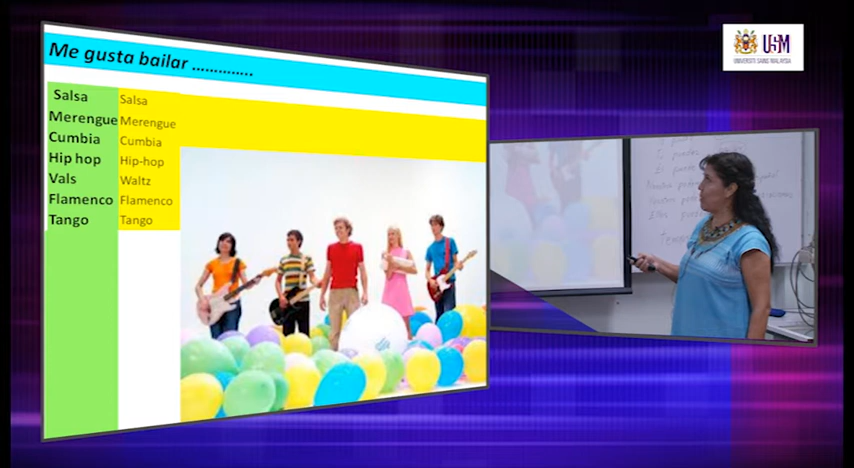 Me gusta bailar .............
Salsa Salsa
Merengue Merengue
Cumbia Cumbia
Hip hop Hip-hop
Vals Waltz
Flamenco Flamenco
Tango Tango
USM
UNIVERSITI SAINS MALAYSIA